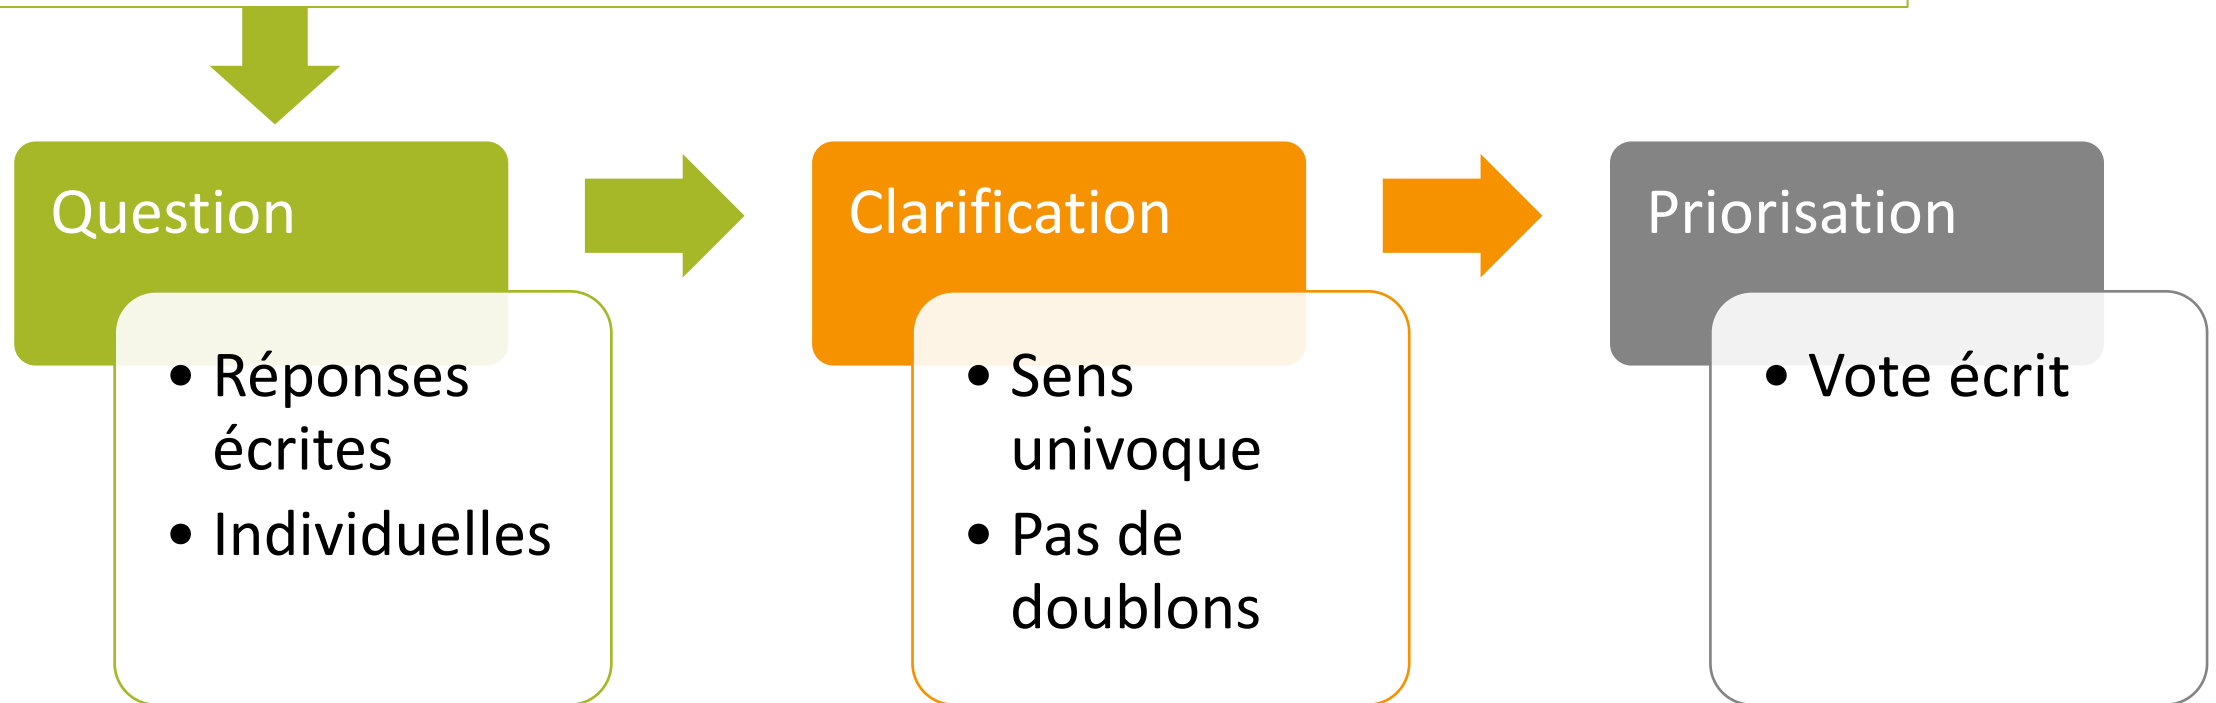 Question
• Réponses
écrites
• Individuelles
Clarification
• Sens
univoque
• Pas de
doublons
Priorisation
• Vote écrit